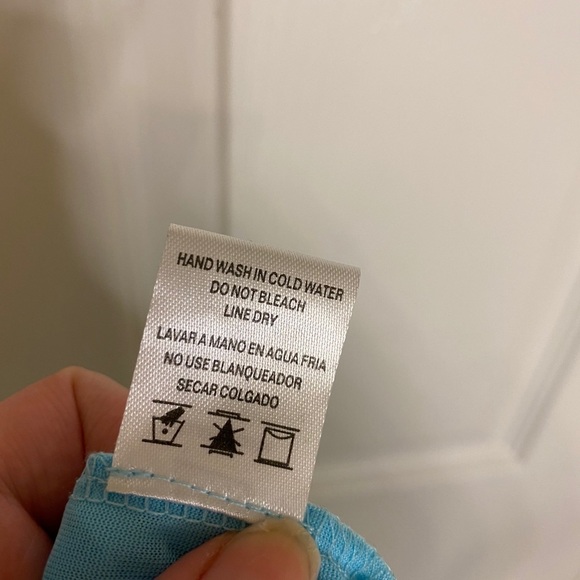 HAND WASH IN COLD WATER
DO NOT BLEACH
LINE DRY
LAVAR A MANO EN AGUA FRIA
NO USE BLANQUEADOR
SECAR COLGADO